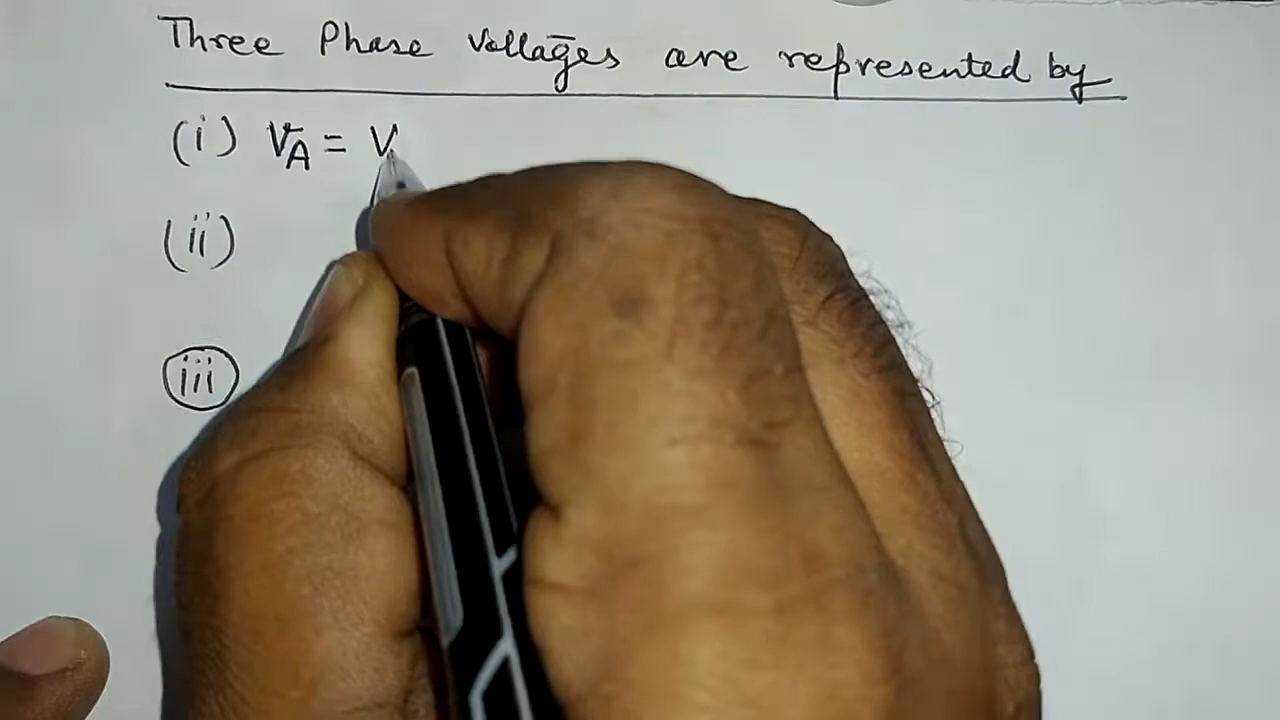 Three Phase Voltages are represented by
(i) VA = V
(ii)
iii